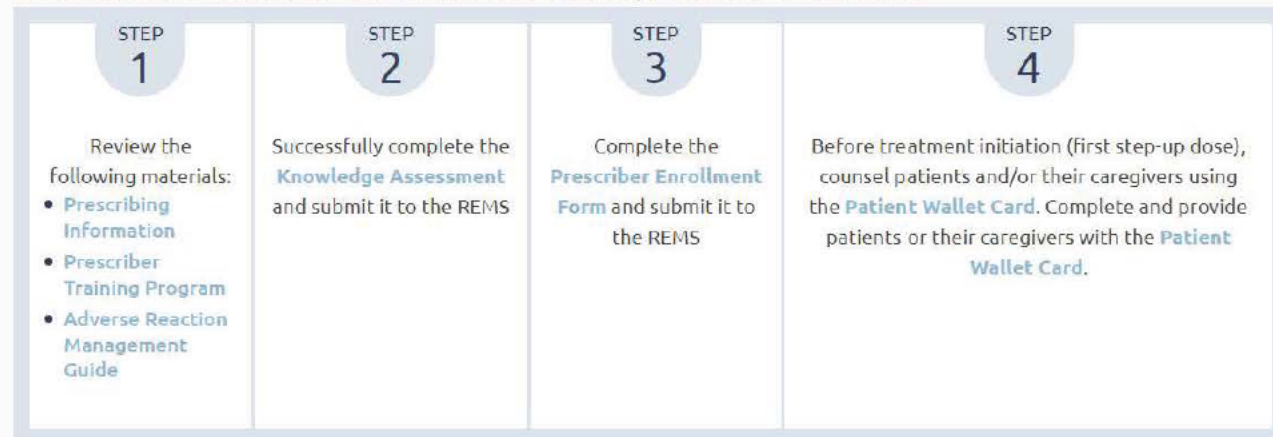 STEP
1
Review the
following materials:
• Prescribing
Information
• Prescriber
Training Program
• Adverse Reaction
Management
Guide
STEP
2
Successfully complete the
Knowledge Assessment
and submit it to the REMS
STEP
3
Complete the
Prescriber Enrollment
Form and submit it to
the REMS
STEP
4
Before treatment initiation (first step-up dose),
counsel patients and/or their caregivers using
the Patient Wallet Card. Complete and provide
patients or their caregivers with the Patient
Wallet Card.